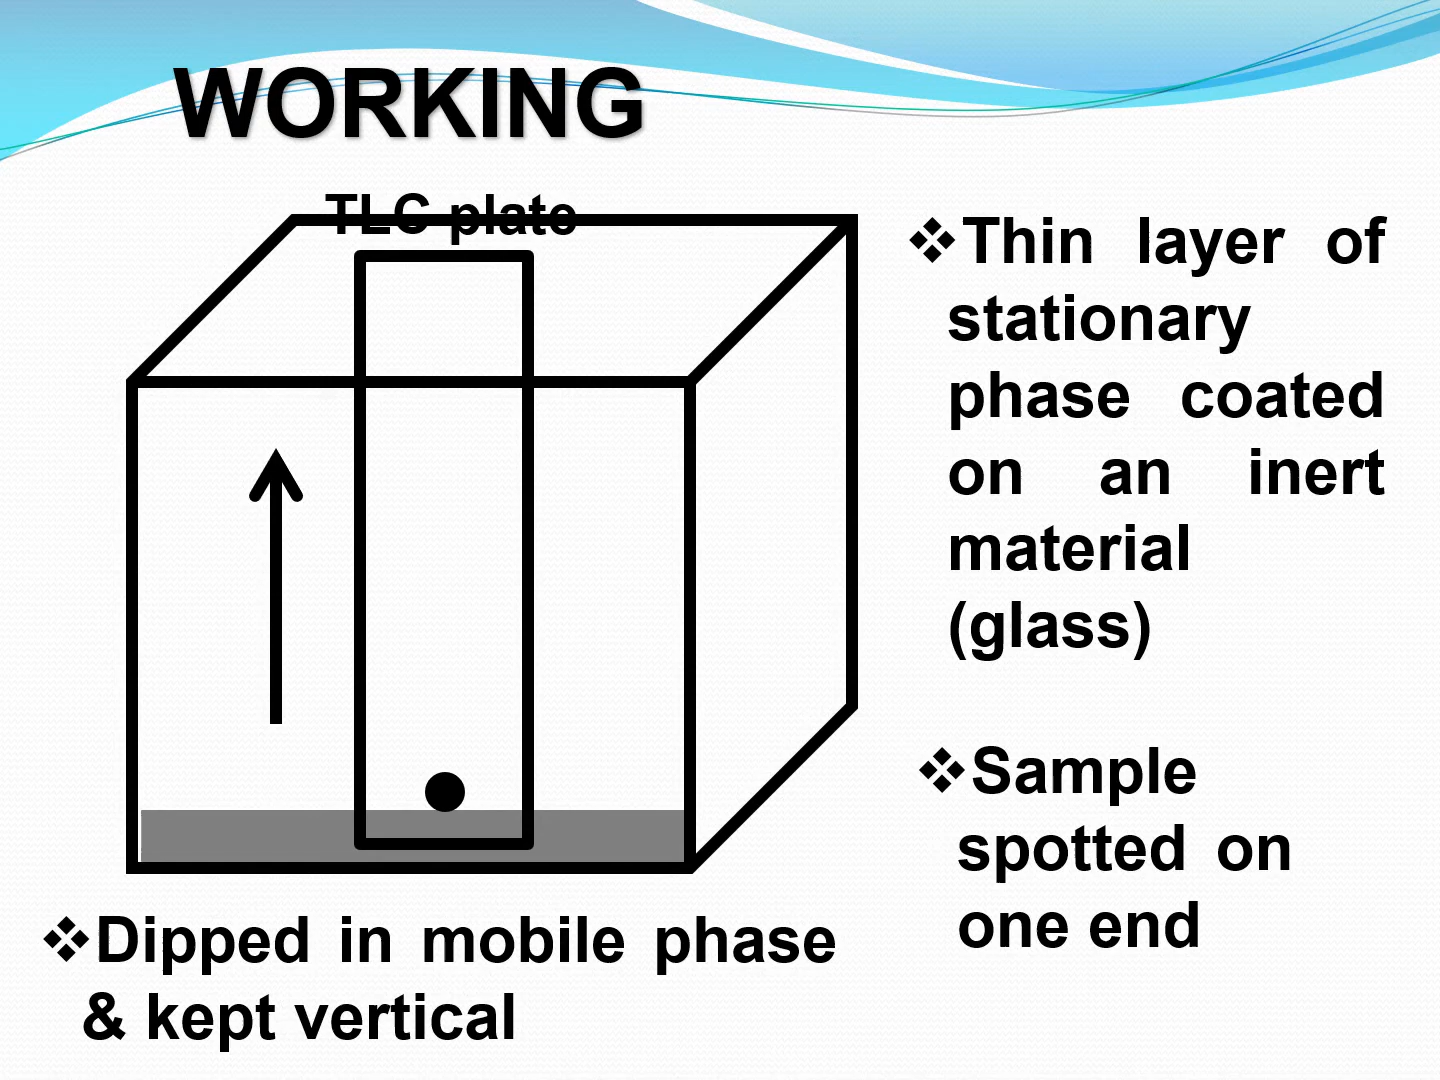 WORKING
TLC plate
❖Thin layer of
stationary
phase coated
on an inert
material
(glass)
❖Sample
spotted on
one end
❖Dipped in mobile phase
& kept vertical